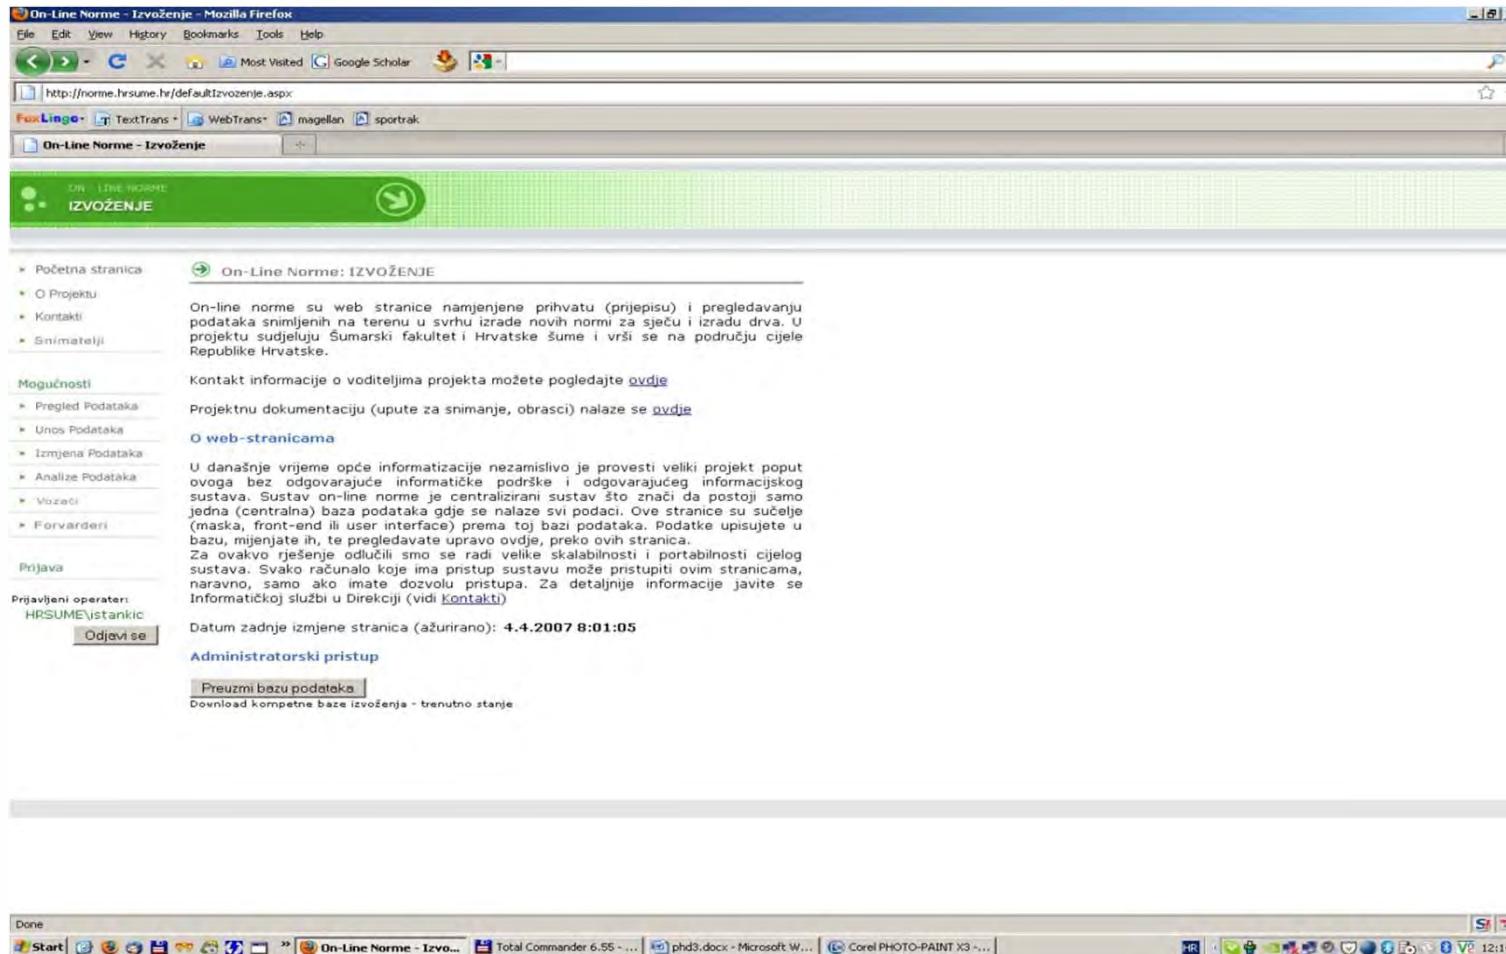 On-Line Norme - Izvoženje - Mozilla Firefox
File Edit View History Bookmarks Tools Help
Most Visited Google Scholar
http://norme.hrsume.hr/defaultIzvozenje.aspx
FoxLingo TextTrans WebTrans magellan sportrak
On-Line Norme - Izvoženje
ON - LINE NORME
IZVOŽENJE
Početna stranica
O Projektu
Kontakti
Snimatelji
Mogućnosti
Pregled Podataka
Unos Podataka
Izmjena Podataka
Analize Podataka
Vozači
Forvarderi
Prijava
Prijavljeni operater:
HRSUME\istankic
Odjavi se
On-Line Norme: IZVOŽENJE
On-line norme su web stranice namjenjene prihvatu (prijepisu) i pregledavanju
podataka snimljenih na terenu u svrhu izrade novih normi za sječu i izradu drva. U
projektu sudjeluju Šumarski fakultet i Hrvatske šume i vrši se na području cijele
Republike Hrvatske.
Kontakt informacije o voditeljima projekta možete pogledajte ovdje
Projektnu dokumentaciju (upute za snimanje, obrasci) nalaze se ovdje
O web-stranicama
U današnje vrijeme opće informatizacije nezamislivo je provesti veliki projekt poput
ovoga bez odgovarajuće informatičke podrške i odgovarajućeg informacijskog
sustava. Sustav on-line norme je centralizirani sustav što znači da postoji samo
jedna (centralna) baza podataka gdje se nalaze svi podaci. Ove stranice su sučelje
(maska, front-end ili user interface) prema toj bazi podataka. Podatke upisujete u
bazu, mijenjate ih, te pregledavate upravo ovdje, preko ovih stranica.
Za ovakvo rješenje odlučili smo se radi velike skalabilnosti i portabilnosti cijelog
sustava. Svako računalo koje ima pristup sustavu može pristupiti ovim stranicama,
naravno, samo ako imate dozvolu pristupa. Za detaljnije informacije javite se
Informatičkoj službi u Direkciji (vidi Kontakti)
Datum zadnje izmjene stranica (ažurirano): 4.4.2007 8:01:05
Administratorski pristup
Preuzmi bazu podataka
Download kompetne baze izvoženja - trenutno stanje
Done
Start On-Line Norme - Izvo... Total Commander 6.55 - ... phd3.docx - Microsoft W... Corel PHOTO-PAINT X3 -... HR